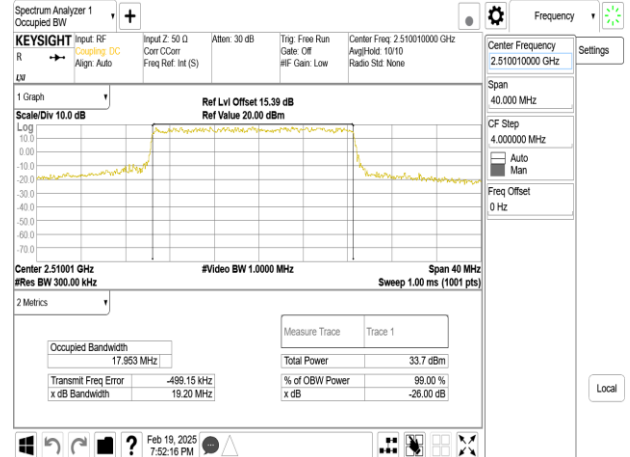 Spectrum Analyzer 1
Occupied BW
Frequency
KEYSIGHT
R
Input: RF
Coupling: DC
Align: Auto
Input Z: 50 Ω
Corr CCorr
Freq Ref: Int (S)
Atten: 30 dB
Trig: Free Run
Gate: Off
#IF Gain: Low
Center Freq: 2.510010000 GHz
Avg|Hold: 10/10
Radio Std: None
Center Frequency
2.510010000 GHz
Settings
Span
40.000 MHz
CF Step
4.000000 MHz
Auto
Man
Freq Offset
0 Hz
Local
1 Graph
Scale/Div 10.0 dB
Ref Lvl Offset 15.39 dB
Ref Value 20.00 dBm
Log
10.0
0.00
-10.0
-20.0
-30.0
-40.0
-50.0
-60.0
-70.0
Center 2.51001 GHz
#Res BW 300.00 kHz
#Video BW 1.0000 MHz
Span 40 MHz
Sweep 1.00 ms (1001 pts)
2 Metrics
Measure Trace
Trace 1
Occupied Bandwidth
17.953 MHz
Total Power
33.7 dBm
Transmit Freq Error
-499.15 kHz
% of OBW Power
99.00 %
x dB Bandwidth
19.20 MHz
x dB
-26.00 dB
Feb 19, 2025
7:52:16 PM